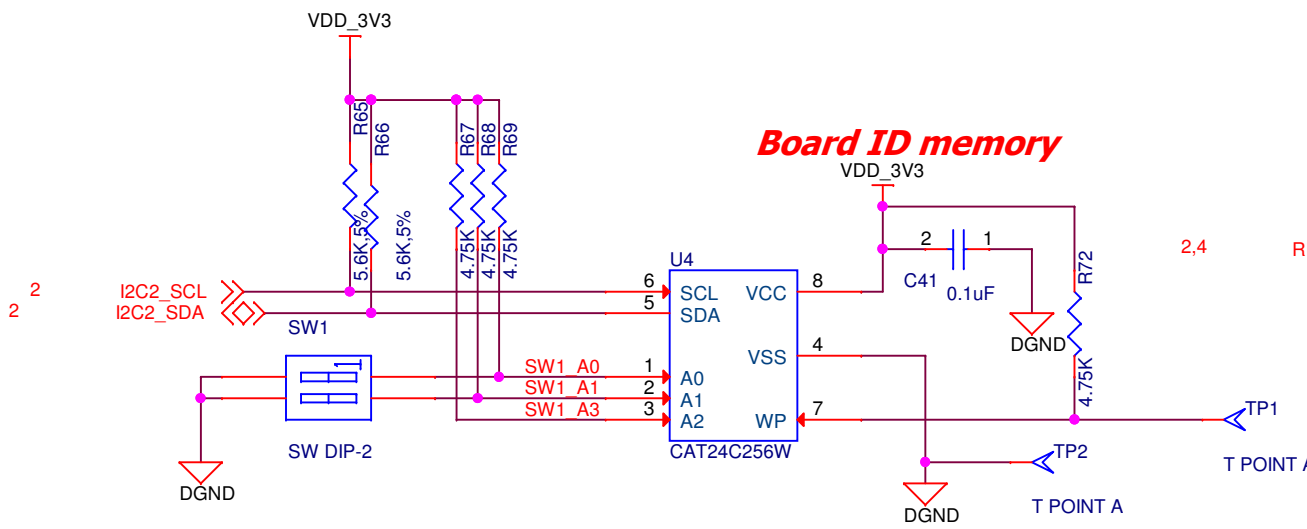 VDD_3V3
R65
R66
R67
R68
R69
Board ID memory
VDD_3V3
5.6K,5%
5.6K,5%
4.75K
4.75K
4.75K
2 1
C41
0.1uF
R72
4.75K
2,4
R
DGND
U4
2
2
I2C2_SCL
I2C2_SDA
6 SCL VCC 8
5 SDA
SW1
VSS 4
1
SW1_A0 1 A0
SW1_A1 2 A1
SW1_A3 3 A2 WP 7
TP1
SW DIP-2
CAT24C256W
TP2
T POINT A
DGND
T POINT A
DGND